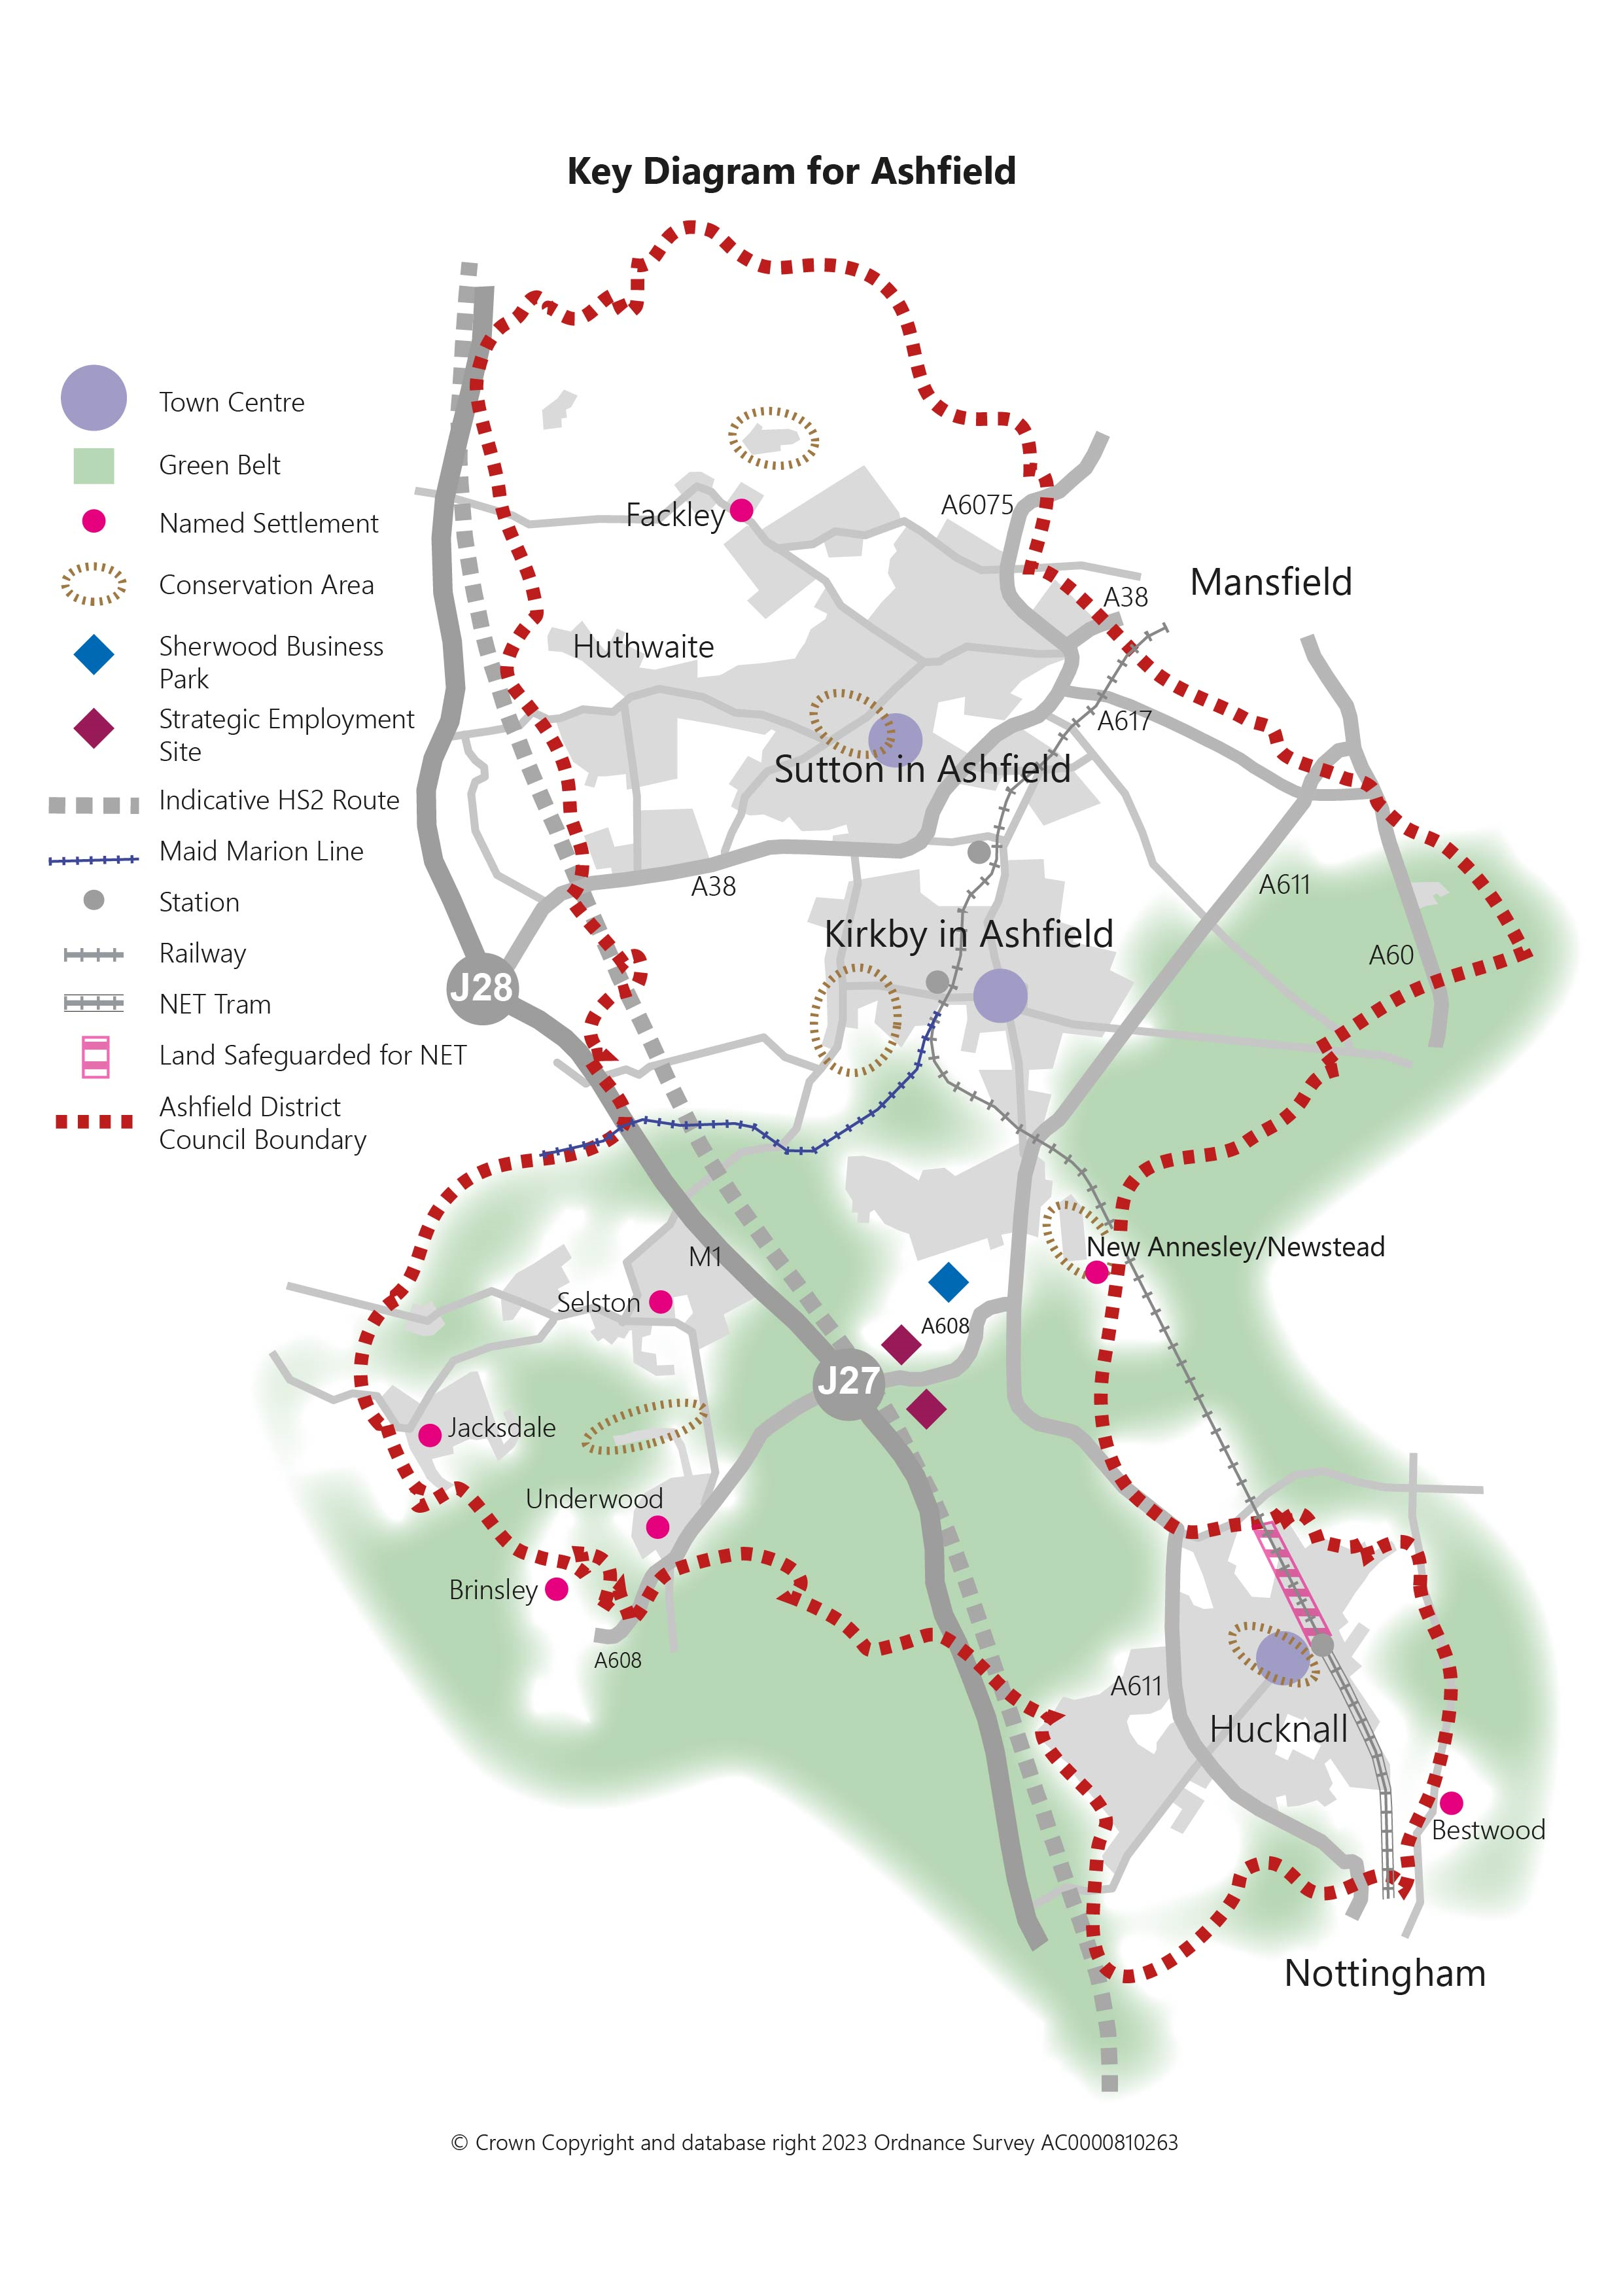 Key Diagram for Ashfield
Town Centre
Green Belt
Named Settlement
Conservation Area
Sherwood Business
Park
Strategic Employment
Site
Indicative HS2 Route
Maid Marion Line
Station
Railway
NET Tram
Land Safeguarded for NET
Ashfield District
Council Boundary
Fackley
A6075
Mansfield
A38
Huthwaite
A617
Sutton in Ashfield
A38
A611
Kirkby in Ashfield
A60
J28
New Annesley/Newstead
M1
Selston
A608
J27
Jacksdale
Underwood
Brinsley
A608
A611
Hucknall
Bestwood
Nottingham
© Crown Copyright and database right 2023 Ordnance Survey AC0000810263